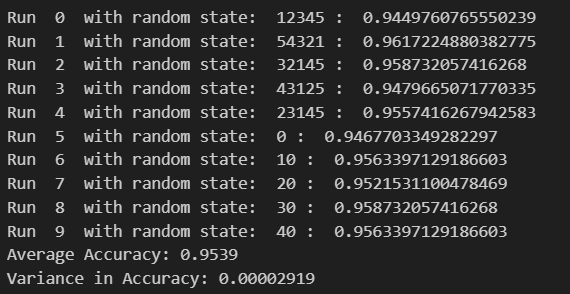 Run  0  with random state:  12345 :  0.9449760765550239
Run  1  with random state:  54321 :  0.9617224880382775
Run  2  with random state:  32145 :  0.958732057416268
Run  3  with random state:  43125 :  0.9479665071770335
Run  4  with random state:  23145 :  0.9557416267942583
Run  5  with random state:  0 :  0.9467703349282297
Run  6  with random state:  10 :  0.9563397129186603
Run  7  with random state:  20 :  0.9521531100478469
Run  8  with random state:  30 :  0.958732057416268
Run  9  with random state:  40 :  0.9563397129186603
Average Accuracy: 0.9539
Variance in Accuracy: 0.00002919